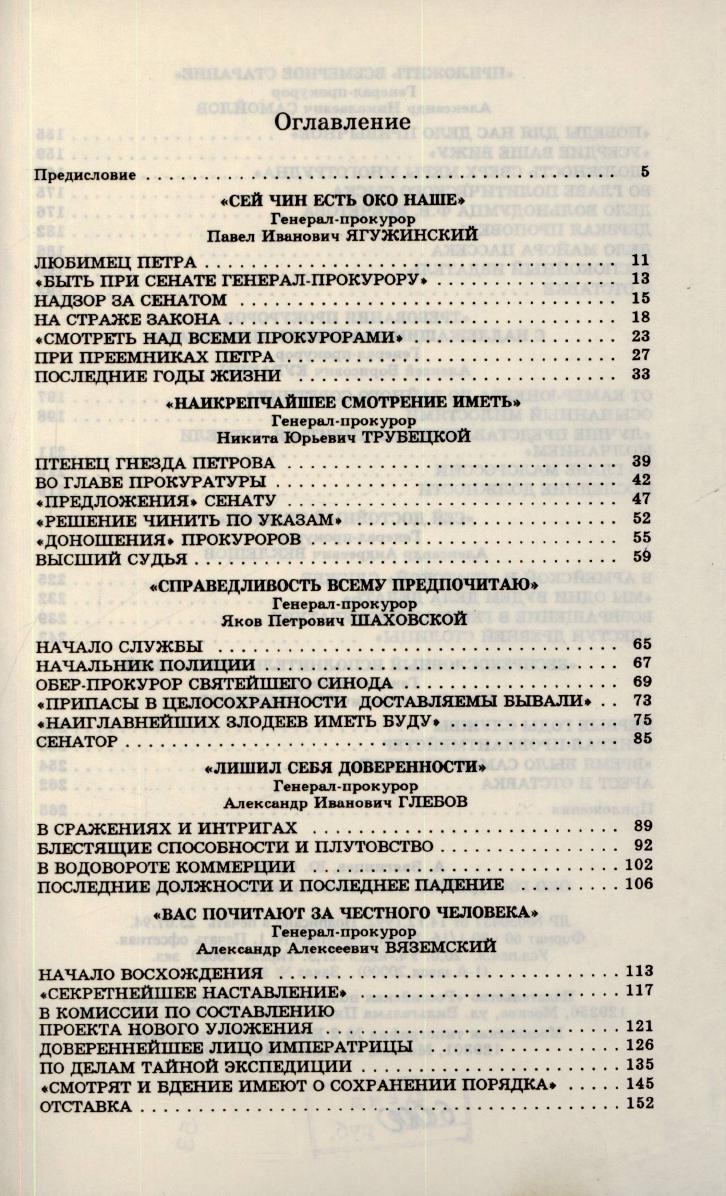 Оглавление
Предисловие . . . . . . . . . . 5
«СЕЙ ЧИН ЕСТЬ ОКО НАШЕ»
Генерал-прокурор
Павел Иванович ЯГУЖИНСКИЙ
ЛЮБИМЕЦ ПЕТРА . . . . . . . . . . 11
«БЫТЬ ПРИ СЕНАТЕ ГЕНЕРАЛ-ПРОКУРОРУ» . . . . . . . . . . 13
НАДЗОР ЗА СЕНАТОМ . . . . . . . . . . 15
НА СТРАЖЕ ЗАКОНА . . . . . . . . . . 18
«СМОТРЕТЬ НАД ВСЕМИ ПРОКУРОРАМИ» . . . . . . . . . . 23
ПРИ ПРЕЕМНИКАХ ПЕТРА . . . . . . . . . . 27
ПОСЛЕДНИЕ ГОДЫ ЖИЗНИ . . . . . . . . . . 33
«НАИКРЕПЧАЙШЕЕ СМОТРЕНИЕ ИМЕТЬ»
Генерал-прокурор
Никита Юрьевич ТРУБЕЦКОЙ
ПТЕНЕЦ ГНЕЗДА ПЕТРОВА . . . . . . . . . . 39
ВО ГЛАВЕ ПРОКУРАТУРЫ . . . . . . . . . . 42
«ПРЕДЛОЖЕНИЯ» СЕНАТУ . . . . . . . . . . 47
«РЕШЕНИЕ ЧИНИТЬ ПО УКАЗАМ» . . . . . . . . . . 52
«ДОНОШЕНИЯ» ПРОКУРОРОВ . . . . . . . . . . 55
ВЫСШИЙ СУДЬЯ . . . . . . . . . . 59
«СПРАВЕДЛИВОСТЬ ВСЕМУ ПРЕДПОЧИТАЮ»
Генерал-прокурор
Яков Петрович ШАХОВСКОЙ
НАЧАЛО СЛУЖБЫ . . . . . . . . . . 65
НАЧАЛЬНИК ПОЛИЦИИ . . . . . . . . . . 67
ОБЕР-ПРОКУРОР СВЯТЕЙШЕГО СИНОДА . . . . . . . . . . 69
«ПРИПАСЫ В ЦЕЛОСОХРАННОСТИ ДОСТАВЛЯЕМЫ БЫВАЛИ» . . 73
«НАИГЛАВНЕЙШИХ ЗЛОДЕЕВ ИМЕТЬ БУДУ» . . . . . . . . . . 75
СЕНАТОР . . . . . . . . . . 85
«ЛИШИЛ СЕБЯ ДОВЕРЕННОСТИ»
Генерал-прокурор
Александр Иванович ГЛЕБОВ
В СРАЖЕНИЯХ И ИНТРИГАХ . . . . . . . . . . 89
БЛЕСТЯЩИЕ СПОСОБНОСТИ И ПЛУТОВСТВО . . . . . . . . . . 92
В ВОДОВОРОТЕ КОММЕРЦИИ . . . . . . . . . . 102
ПОСЛЕДНИЕ ДОЛЖНОСТИ И ПОСЛЕДНЕЕ ПАДЕНИЕ . . . . . . . 106
«ВАС ПОЧИТАЮТ ЗА ЧЕСТНОГО ЧЕЛОВЕКА»
Генерал-прокурор
Александр Алексеевич ВЯЗЕМСКИЙ
НАЧАЛО ВОСХОЖДЕНИЯ . . . . . . . . . . 113
«СЕКРЕТНЕЙШЕЕ НАСТАВЛЕНИЕ» . . . . . . . . . . 117
В КОМИССИИ ПО СОСТАВЛЕНИЮ
ПРОЕКТА НОВОГО УЛОЖЕНИЯ . . . . . . . . . . 121
ДОВЕРЕННЕЙШЕЕ ЛИЦО ИМПЕРАТРИЦЫ . . . . . . . . . . 126
ПО ДЕЛАМ ТАЙНОЙ ЭКСПЕДИЦИИ . . . . . . . . . . 135
«СМОТРЯТ И БДЕНИЕ ИМЕЮТ О СОХРАНЕНИИ ПОРЯДКА» . . . . . 145
ОТСТАВКА . . . . . . . . . . 152